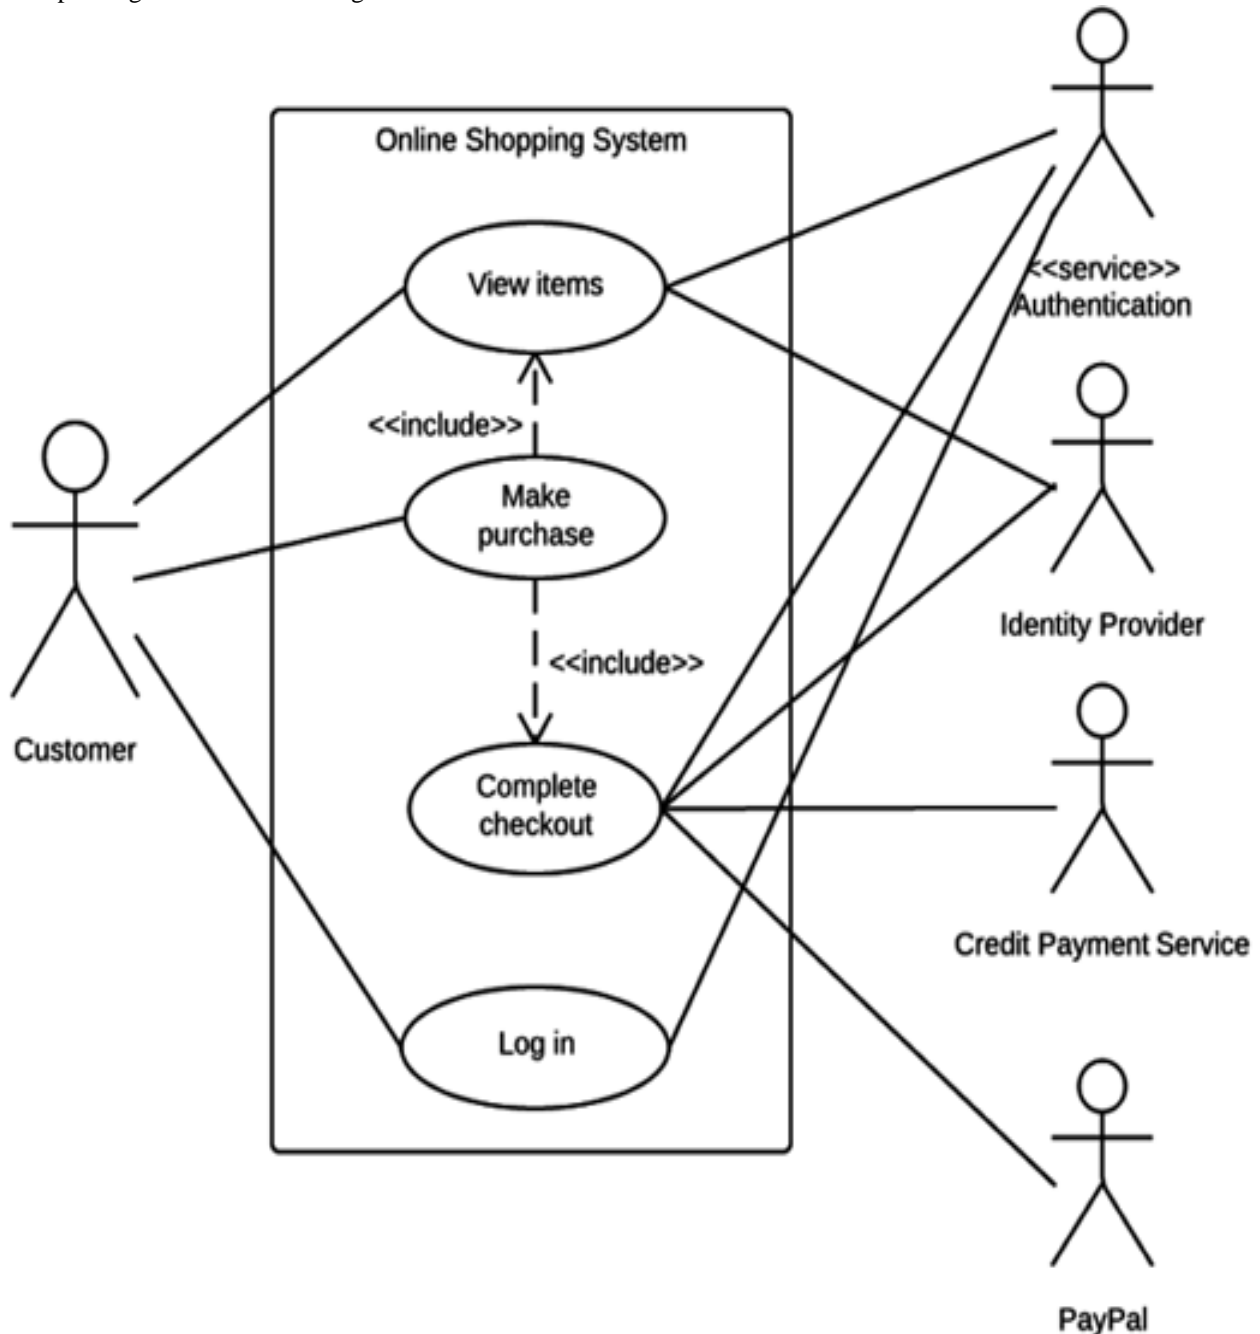 Online Shopping System
View items
<<include>>
Make
purchase
<<include>>
Complete
checkout
Log in
Customer
<<service>>
Authentication
Identity Provider
Credit Payment Service
PayPal